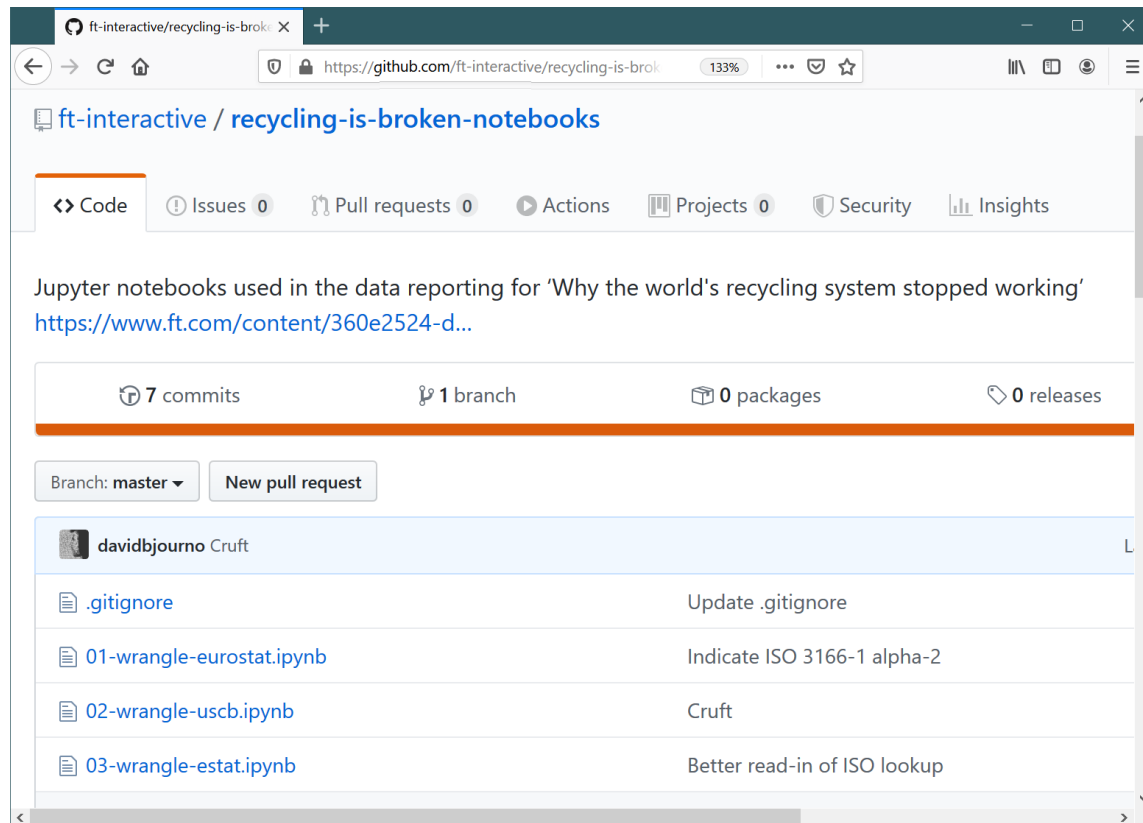 ft-interactive/recycling-is-broke
https://github.com/ft-interactive/recycling-is-brok 133%
ft-interactive / recycling-is-broken-notebooks
Code Issues 0 Pull requests 0 Actions Projects 0 Security Insights
Jupyter notebooks used in the data reporting for ‘Why the world's recycling system stopped working’
https://www.ft.com/content/360e2524-d...
7 commits 1 branch 0 packages 0 releases
Branch: master New pull request
davidbjourno Cruft
.gitignore Update .gitignore
01-wrangle-eurostat.ipynb Indicate ISO 3166-1 alpha-2
02-wrangle-uscb.ipynb Cruft
03-wrangle-estat.ipynb Better read-in of ISO lookup